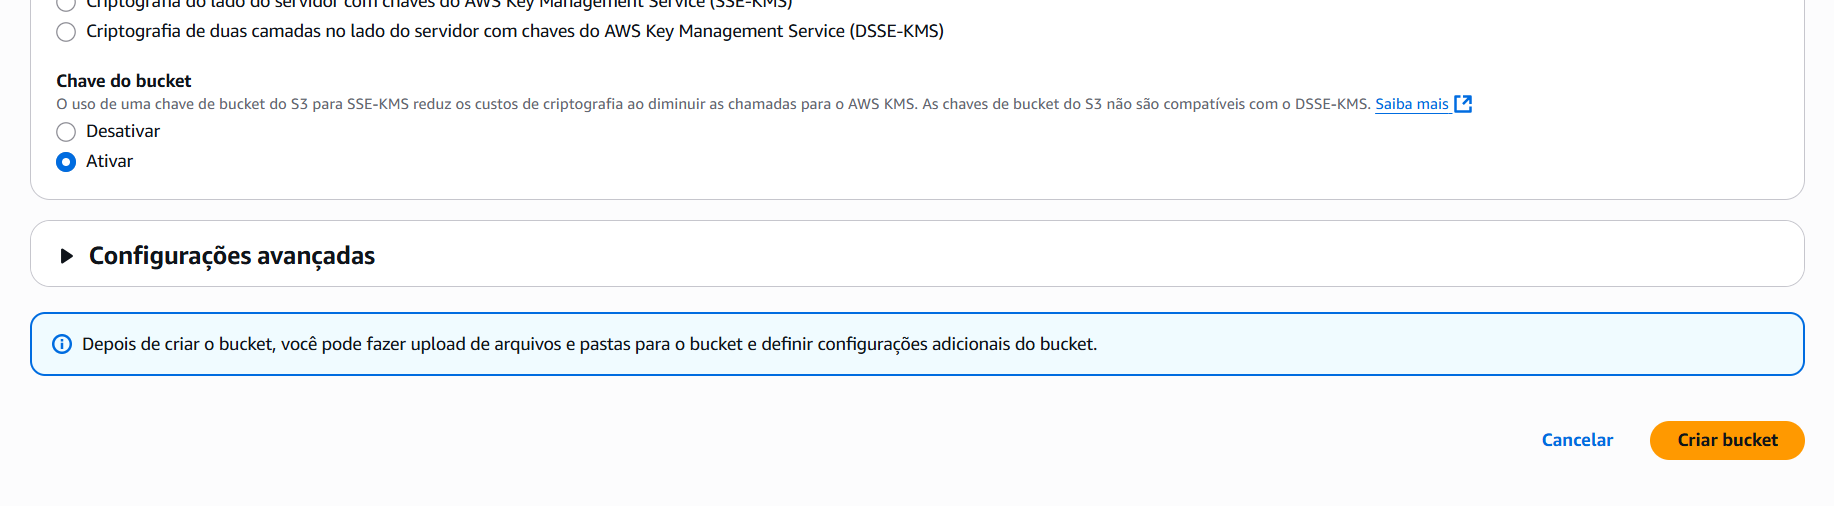 Criptografia do lado do servidor com chaves do AWS Key Management Service (SSE-KMS)
Criptografia de duas camadas no lado do servidor com chaves do AWS Key Management Service (DSSE-KMS)
Chave do bucket
O uso de uma chave de bucket do S3 para SSE-KMS reduz os custos de criptografia ao diminuir as chamadas para o AWS KMS. As chaves de bucket do S3 não são compatíveis com o DSSE-KMS. Saiba mais
Desativar
Ativar
Configurações avançadas
Depois de criar o bucket, você pode fazer upload de arquivos e pastas para o bucket e definir configurações adicionais do bucket.
Cancelar
Criar bucket